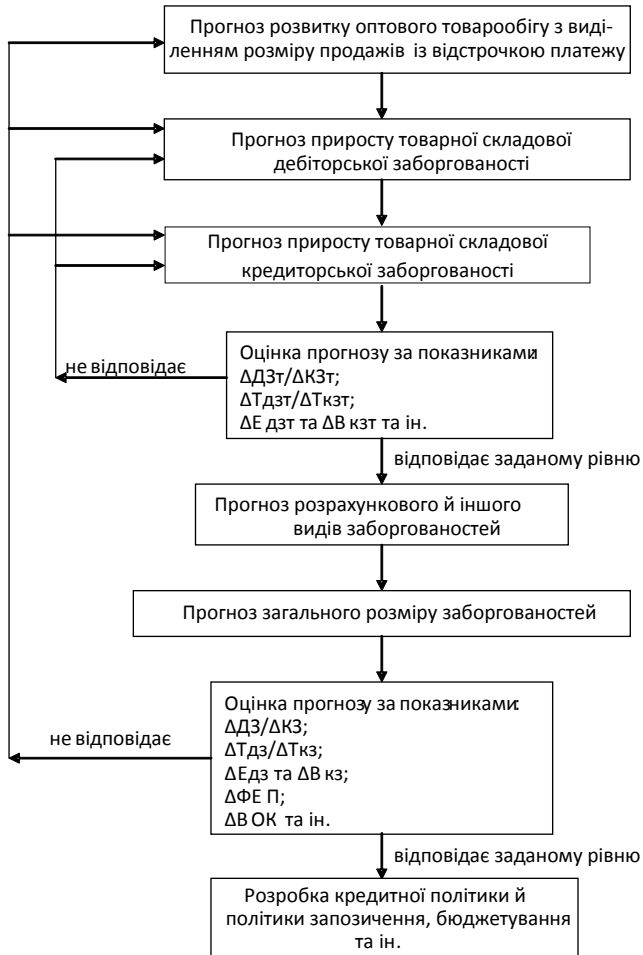 Прогноз розвитку оптового товарообігу з виді-
ленням розміру продажів із відстрочкою платежу
Прогноз приросту товарної складової
дебіторської заборгованості
Прогноз приросту товарної складової
кредиторської заборгованості
не відповідає
Оцінка прогнозу за показниками:
ΔДЗт/ΔКЗт;
ΔТдзт/ΔТкзт;
ΔЕ дзт та ΔВ кзт та ін.
відповідає заданому рівню
Прогноз розрахункового й іншого
видів заборгованостей
Прогноз загального розміру заборгованостей
не відповідає
Оцінка прогнозу за показниками:
ΔДЗ/ΔКЗ;
ΔТдз/ΔТкз;
ΔЕдз та ΔВ кз;
ΔФЕ П;
ΔВ ОК та ін.
відповідає заданому рівню
Розробка кредитної політики й
політики запозичення, бюджетування
та ін.